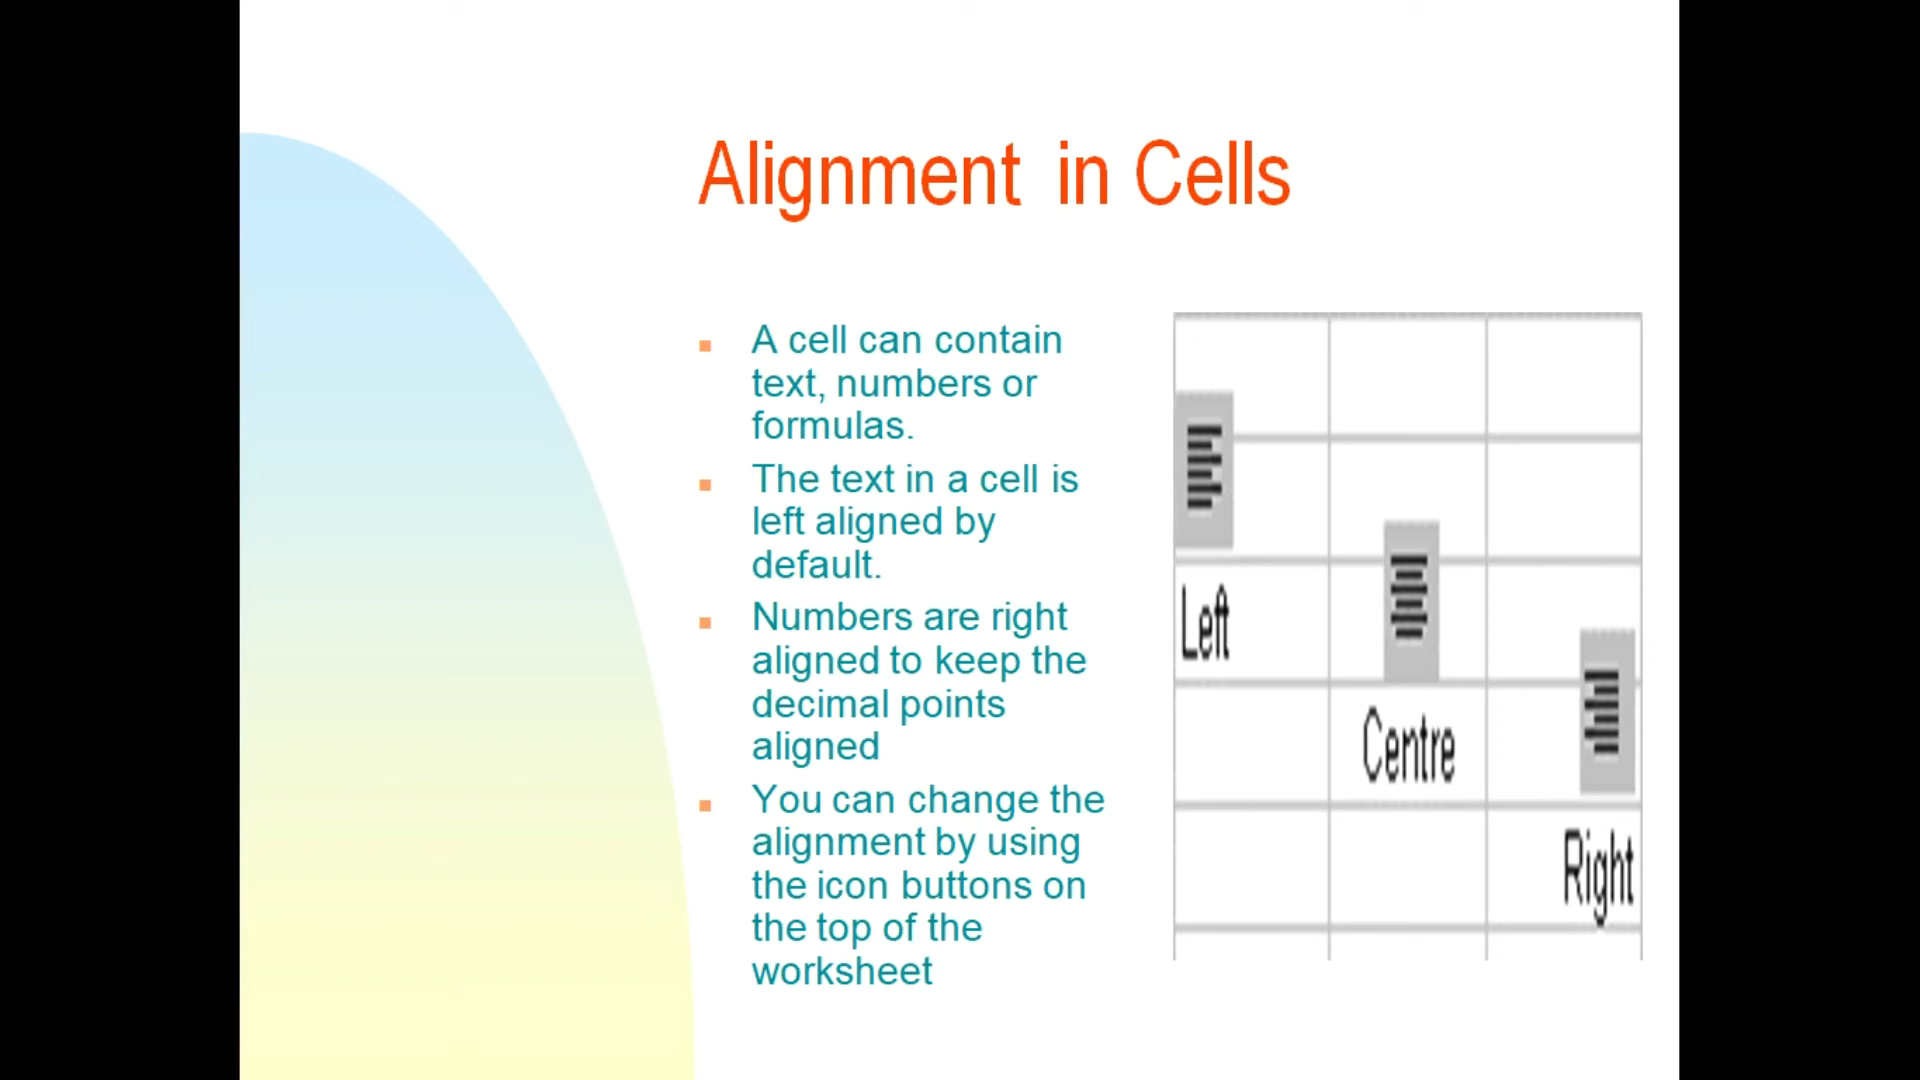 Alignment in Cells
A cell can contain
text, numbers or
formulas.
The text in a cell is
left aligned by
default.
Numbers are right
aligned to keep the
decimal points
aligned
You can change the
alignment by using
the icon buttons on
the top of the
worksheet
Left
Centre
Right